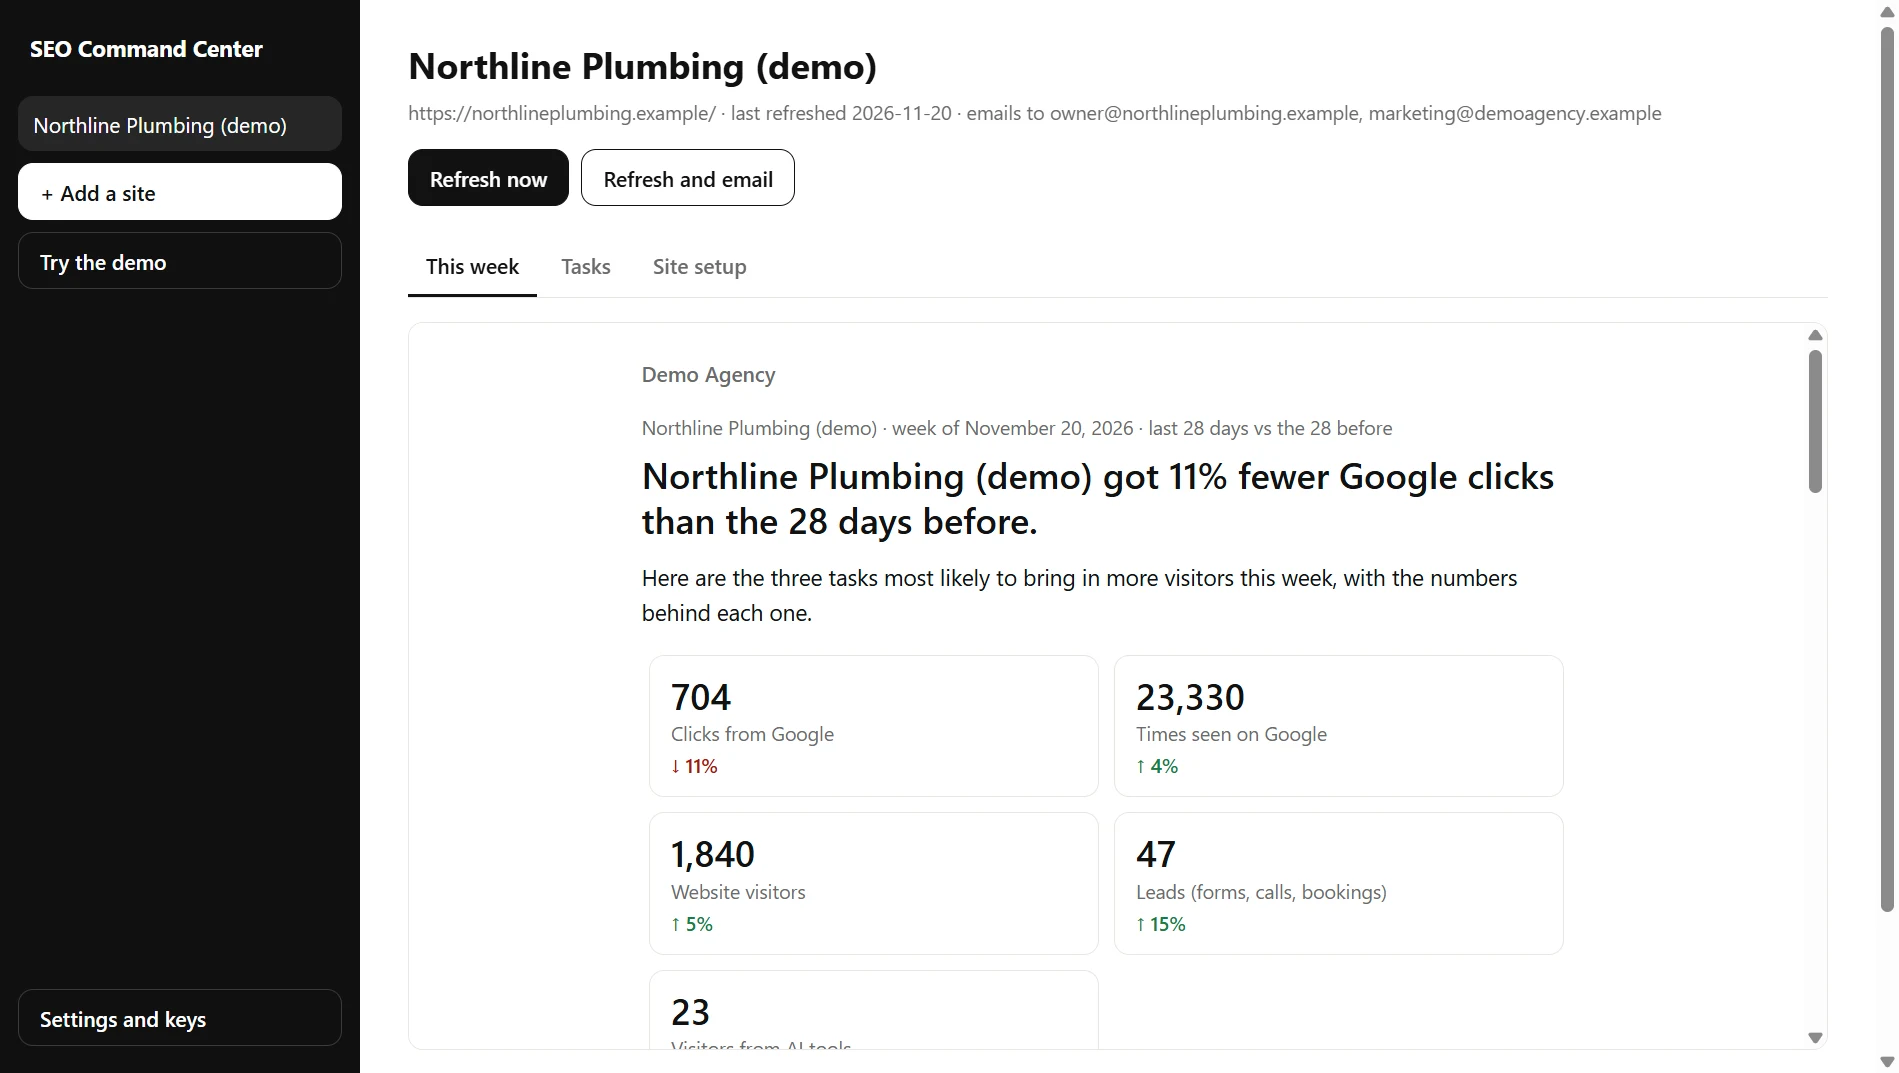 SEO Command Center
Northline Plumbing (demo)
+ Add a site
Try the demo
Settings and keys
Northline Plumbing (demo)
https://northlineplumbing.example/ · last refreshed 2026-11-20 · emails to owner@northlineplumbing.example, marketing@demoagency.example
Refresh now
Refresh and email
This week
Tasks
Site setup
Demo Agency
Northline Plumbing (demo) · week of November 20, 2026 · last 28 days vs the 28 before
Northline Plumbing (demo) got 11% fewer Google clicks
than the 28 days before.
Here are the three tasks most likely to bring in more visitors this week, with the numbers
behind each one.
704
Clicks from Google
↓ 11%
23,330
Times seen on Google
↑ 4%
1,840
Website visitors
↑ 5%
47
Leads (forms, calls, bookings)
↑ 15%
23
Visitors from AI tools